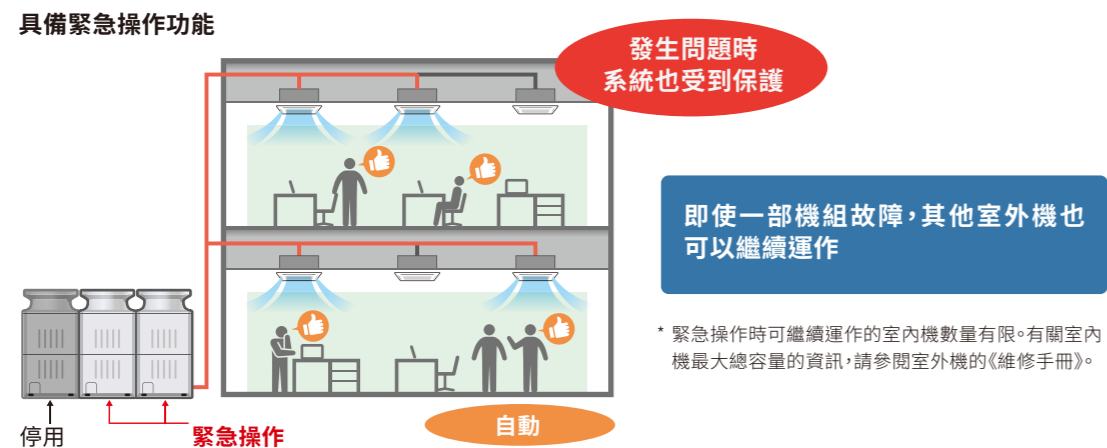 具備緊急操作功能
發生問題時
系統也受到保護
即使一部機組故障，其他室外機也
可以繼續運作
* 緊急操作時可繼續運作的室內機數量有限。有關室內
機最大總容量的資訊，請參閱室外機的《維修手冊》。
停用
緊急操作
自動